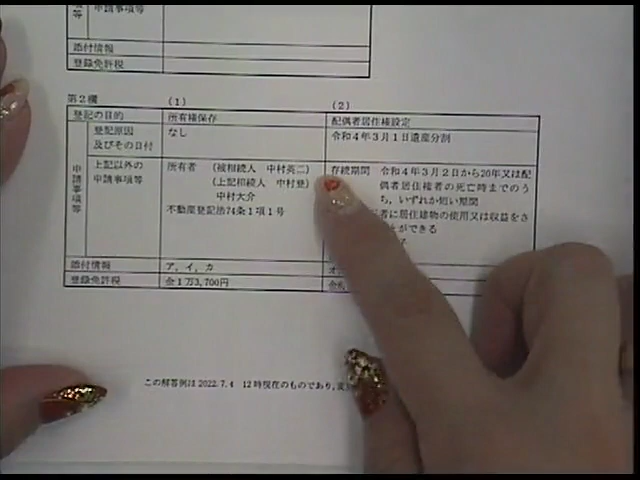 等
申請事項等
添付情報
登録免許税
第2欄 (1) (2)
登記の目的 所有権保存 配偶者居住権設定
登記原因 なし 令和4年3月1日遺産分割
及びその日付
申請事項等
上記以外の 所有者 (被相続人 中村英二) 存続期間 令和4年3月2日から20年又は配
申請事項等 (上記相続人 中村登) 偶者居住権者の死亡時までのう
中村大介 ち、いずれか短い期間
不動産登記法74条1項1号 者に居住建物の使用又は収益をさ
とができる
添付情報 ア、イ、カ
登録免許税 金1万3,700円
この解答例は 2022.7.4 12時現在のものであり、